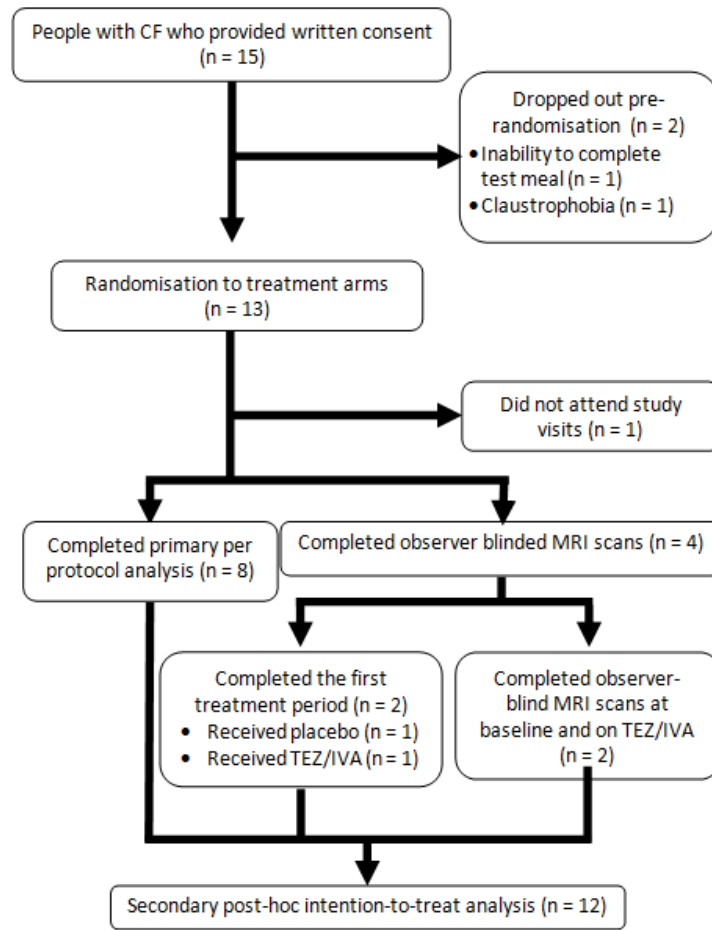 People with CF who provided written consent
(n = 15)
Dropped out pre-
randomisation (n = 2)
• Inability to complete
test meal (n = 1)
• Claustrophobia (n = 1)
Randomisation to treatment arms
(n = 13)
Did not attend study
visits (n = 1)
Completed primary per
protocol analysis (n = 8)
Completed observer blinded MRI scans (n = 4)
Completed the first
treatment period (n = 2)
• Received placebo (n = 1)
• Received TEZ/IVA (n = 1)
Completed observer-
blind MRI scans at
baseline and on TEZ/IVA
(n = 2)
Secondary post-hoc intention-to-treat analysis (n = 12)